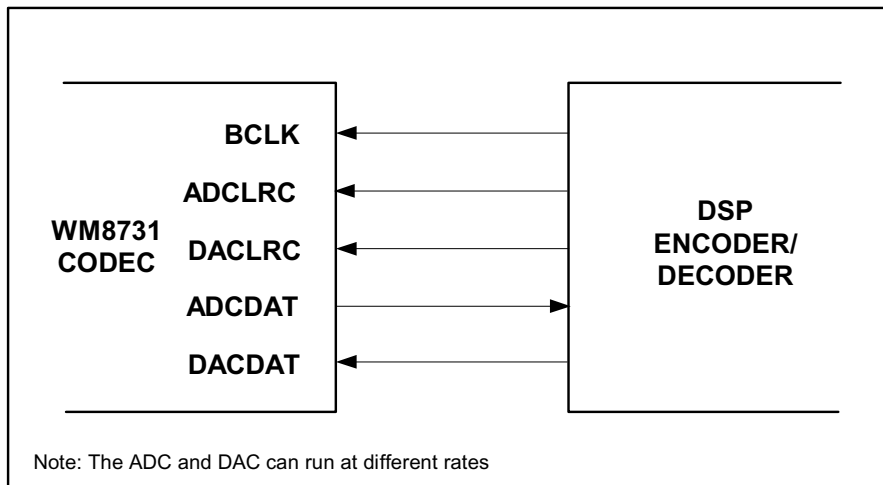 WM8731
CODEC
BCLK
ADCLRC
DACLRC
ADCDAT
DACDAT
DSP
ENCODER/
DECODER
Note: The ADC and DAC can run at different rates